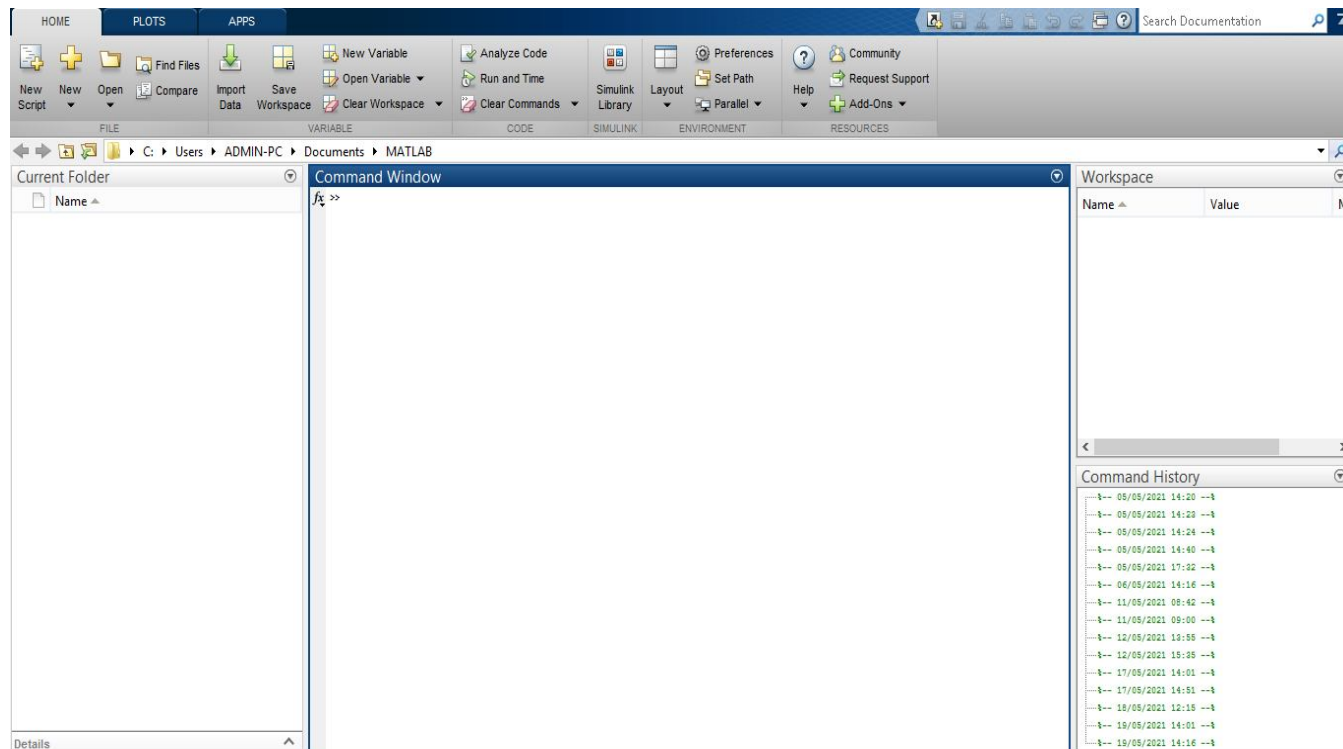 HOME PLOTS APPS Search Documentation
New Variable Analyze Code Preferences Community
Find Files Open Variable Run and Time Set Path Request Support
New Script New Open Compare Import Data Save Workspace Clear Workspace Clear Commands Simulink Library Layout Parallel Help Add-Ons
FILE VARIABLE CODE SIMULINK ENVIRONMENT RESOURCES
C: Users ADMIN-PC Documents MATLAB
Current Folder
Name
Command Window
fx >>
Workspace
Name Value M
Command History
%-- 05/05/2021 14:20 --%
%-- 05/05/2021 14:23 --%
%-- 05/05/2021 14:24 --%
%-- 05/05/2021 14:40 --%
%-- 05/05/2021 17:32 --%
%-- 06/05/2021 14:16 --%
%-- 11/05/2021 08:42 --%
%-- 11/05/2021 09:00 --%
%-- 12/05/2021 13:55 --%
%-- 12/05/2021 15:35 --%
%-- 17/05/2021 14:01 --%
%-- 17/05/2021 14:51 --%
%-- 18/05/2021 12:15 --%
%-- 19/05/2021 14:01 --%
%-- 19/05/2021 14:16 --%
Details